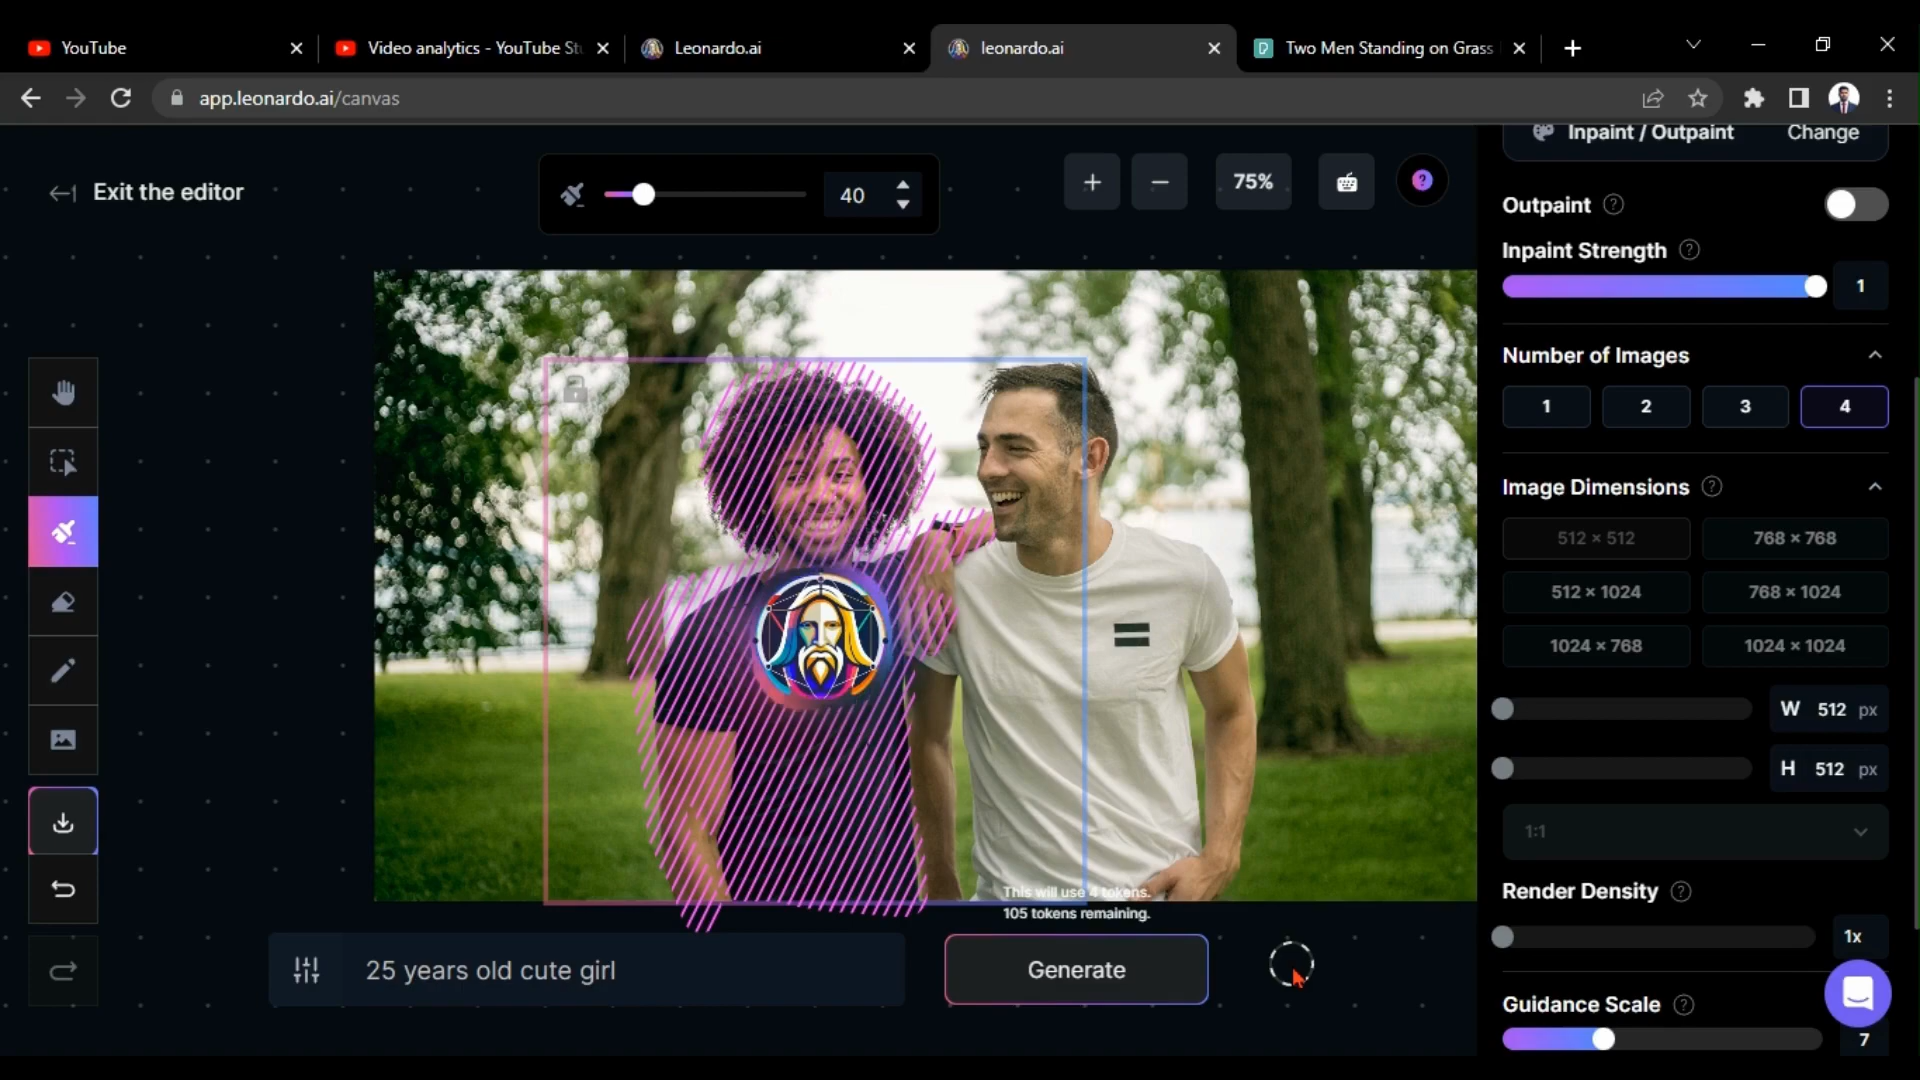 YouTube
Video analytics - YouTube Stu
Leonardo.ai
leonardo.ai
Two Men Standing on Grass
app.leonardo.ai/canvas
Exit the editor
40
75%
?
Inpaint / Outpaint
Change
Outpaint ?
Inpaint Strength ?
1
Number of Images
1
2
3
4
Image Dimensions ?
512 × 512
768 × 768
512 × 1024
768 × 1024
1024 × 768
1024 × 1024
W 512 px
H 512 px
1:1
Render Density ?
1x
Guidance Scale ?
7
This will use 4 tokens.
105 tokens remaining.
25 years old cute girl
Generate